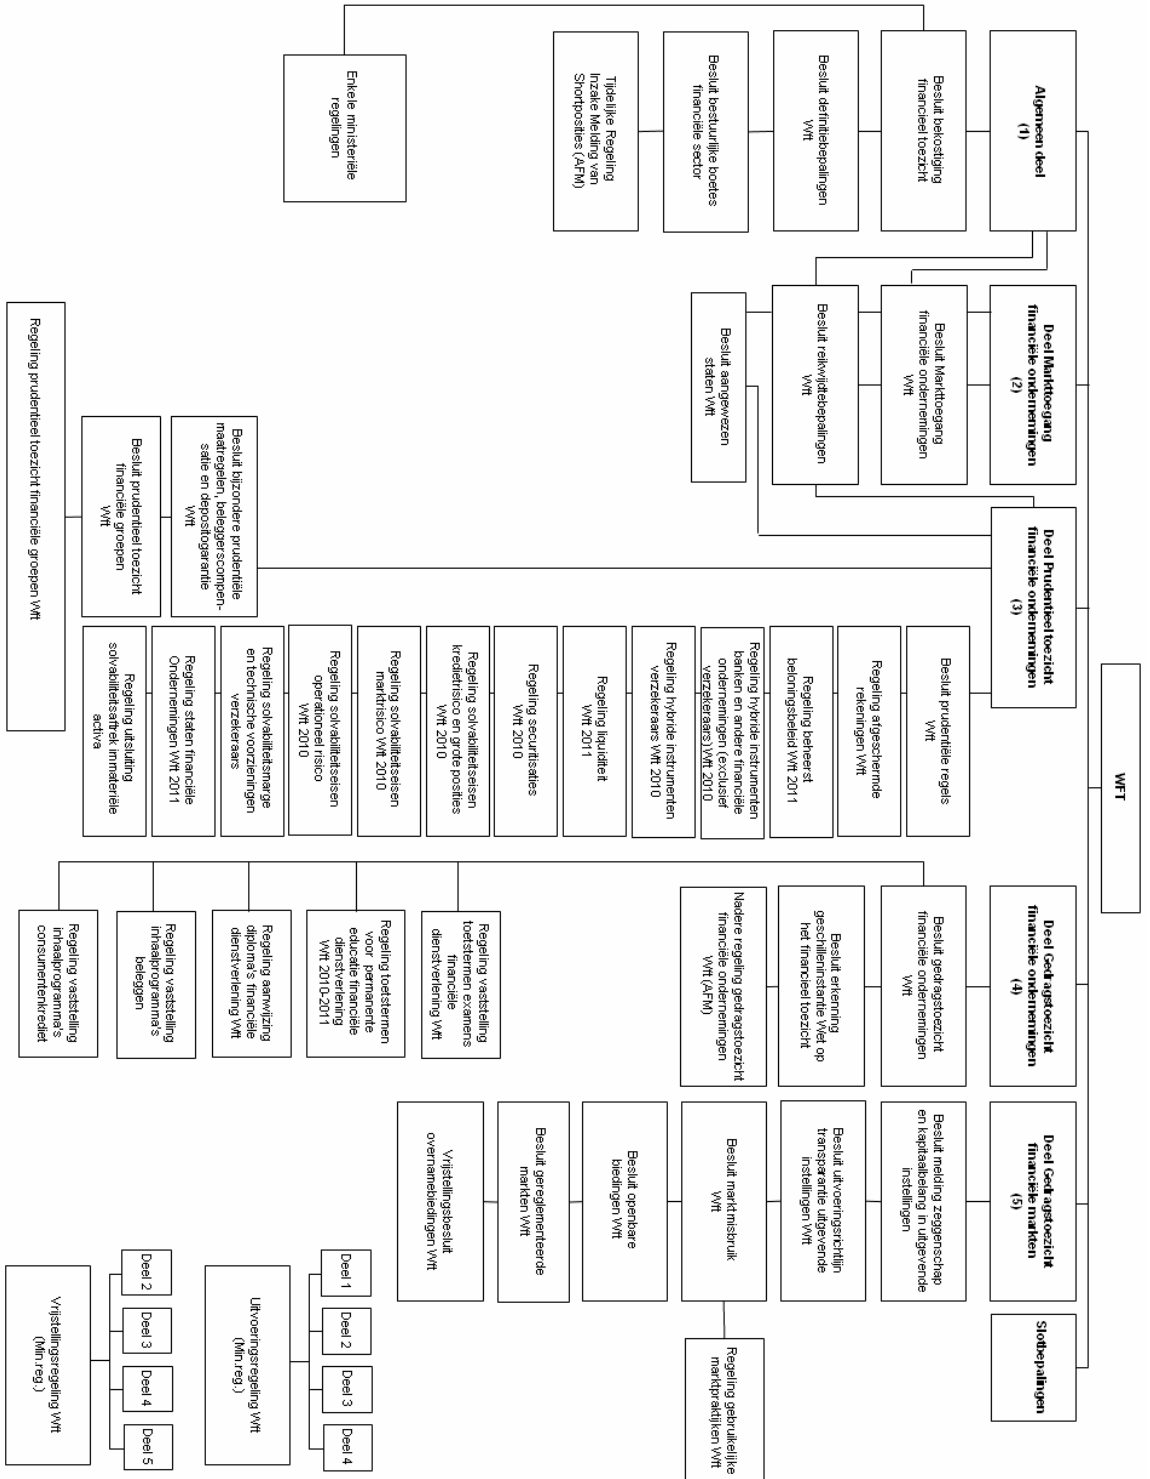 WFT
Algemeen deel
(1)
Besluit bekostiging
financieel toezicht
Besluit definitiebepalingen
Wft
Besluit bestuurlijke boetes
financiële sector
Tijdelijke Regeling
Inzake Melding van
Shortposities (AFM)
Enkele ministeriële
regelingen
Deel Markttoegang
financiële ondernemingen
(2)
Besluit Markttoegang
financiële ondernemingen
Wft
Besluit reikwijdtebepalingen
Wft
Besluit aangewezen
staten Wft
Deel Prudentieel toezicht
financiële ondernemingen
(3)
Besluit bijzondere prudentiële
maatregelen, beleggerscompen-
satie en depositogarantie
Wft
Besluit prudentieel toezicht
financiële groepen
Wft
Regeling prudentieel toezicht financiële groepen Wft
Besluit prudentiële regels
Wft
Regeling afgeschermde
rekeningen Wft
Regeling beheerst
beloningsbeleid Wft 2011
Regeling hybride instrumenten
banken en andere financiële
ondernemingen (exclusief
verzekeraars)Wft 2010
Regeling hybride instrumenten
verzekeraars Wft 2010
Regeling liquiditeit
Wft 2011
Regeling securitisaties
Wft 2010
Regeling solvabiliteitseisen
kredietrisico en grote posities
Wft 2010
Regeling solvabiliteitseisen
marktrisico Wft 2010
Regeling solvabiliteitseisen
operationeel risico
Wft 2010
Regeling solvabiliteitsmarge
en technische voorzieningen
verzekeraars
Regeling staten financiële
Ondernemingen Wft 2011
Regeling uitsluiting
solvabiliteitsaftrek immateriële
activa
Deel Gedragstoezicht
financiële ondernemingen
(4)
Besluit gedragstoezicht
financiële ondernemingen
Wft
Besluit erkenning
geschilleninstantie Wet op
het financieel toezicht
Nadere regeling gedragstoezicht
financiële ondernemingen
Wft (AFM)
Regeling vaststelling
toetstermen examens
financiële
dienstverlening Wft
Regeling toetstermen
voor permanente
educatie financiële
dienstverlening
Wft 2010-2011
Regeling aanwijzing
diploma's financiële
dienstverlening Wft
Regeling vaststelling
inhaalprogramma's
beleggen
Regeling vaststelling
inhaalprogramma's
consumentenkrediet
Deel Gedragstoezicht
financiële markten
(5)
Besluit melding zeggenschap
en kapitaalbelang in uitgevende
instellingen
Besluit uitvoeringsrichtlijn
transparantie uitgevende
instellingen Wft
Besluit marktmisbruik
Wft
Regeling gebruikelijke
marktpraktijken Wft
Besluit openbare
biedingen Wft
Besluit gereglementeerde
markten Wft
Vrijstellingsbesluit
overnamebiedingen Wft
Slotbepalingen
Deel 1
Deel 2
Deel 3
Deel 4
Uitvoeringsregeling Wft
(Min.reg.)
Deel 2
Deel 3
Deel 4
Deel 5
Vrijstellingsregeling Wft
(Min.reg.)